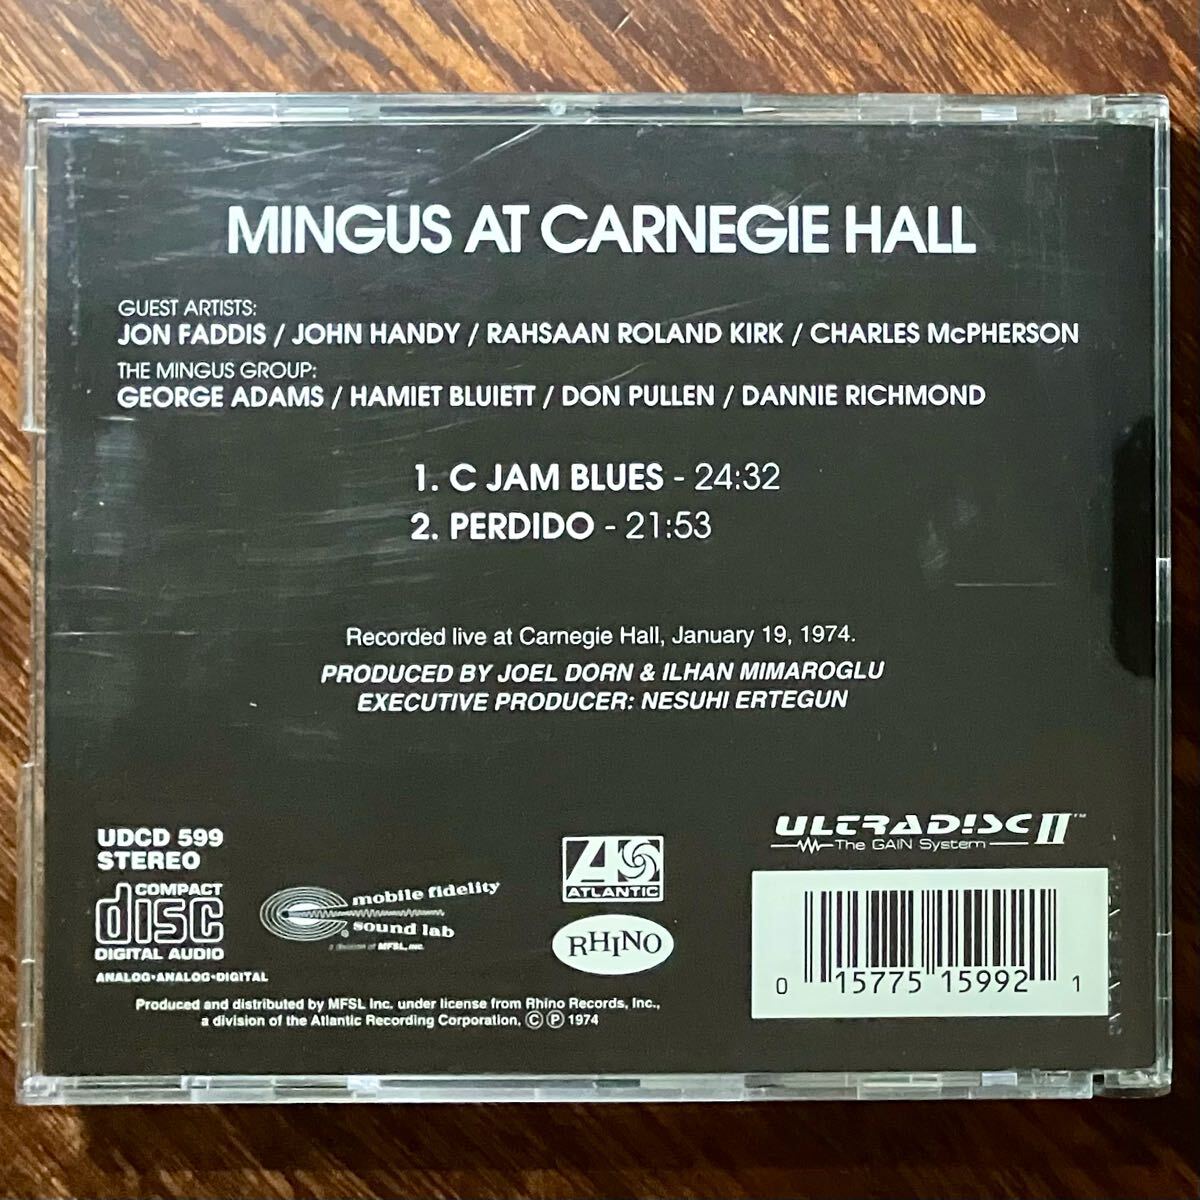 MINGUS AT CARNEGIE HALL
GUEST ARTISTS:
JON FADDIS / JOHN HANDY / RAHSAAN ROLAND KIRK / CHARLES McPHERSON
THE MINGUS GROUP:
GEORGE ADAMS / HAMIET BLUIETT / DON PULLEN / DANNIE RICHMOND
1. C JAM BLUES - 24:32
2. PERDIDO - 21:53
Recorded live at Carnegie Hall, January 19, 1974.
PRODUCED BY JOEL DORN & ILHAN MIMAROGLU
EXECUTIVE PRODUCER: NESUHI ERTEGUN
UDCD 599
STEREO
COMPACT
disc
DIGITAL AUDIO
ANALOG•ANALOG•DIGITAL
mobile fidelity
sound lab
a division of MFSL, INC.
ATLANTIC
RHINO
ULTRADISC II™
The GAIN System
0 15775 15992 1
Produced and distributed by MFSL Inc. under license from Rhino Records, Inc.,
a division of the Atlantic Recording Corporation, Ⓒ Ⓟ 1974